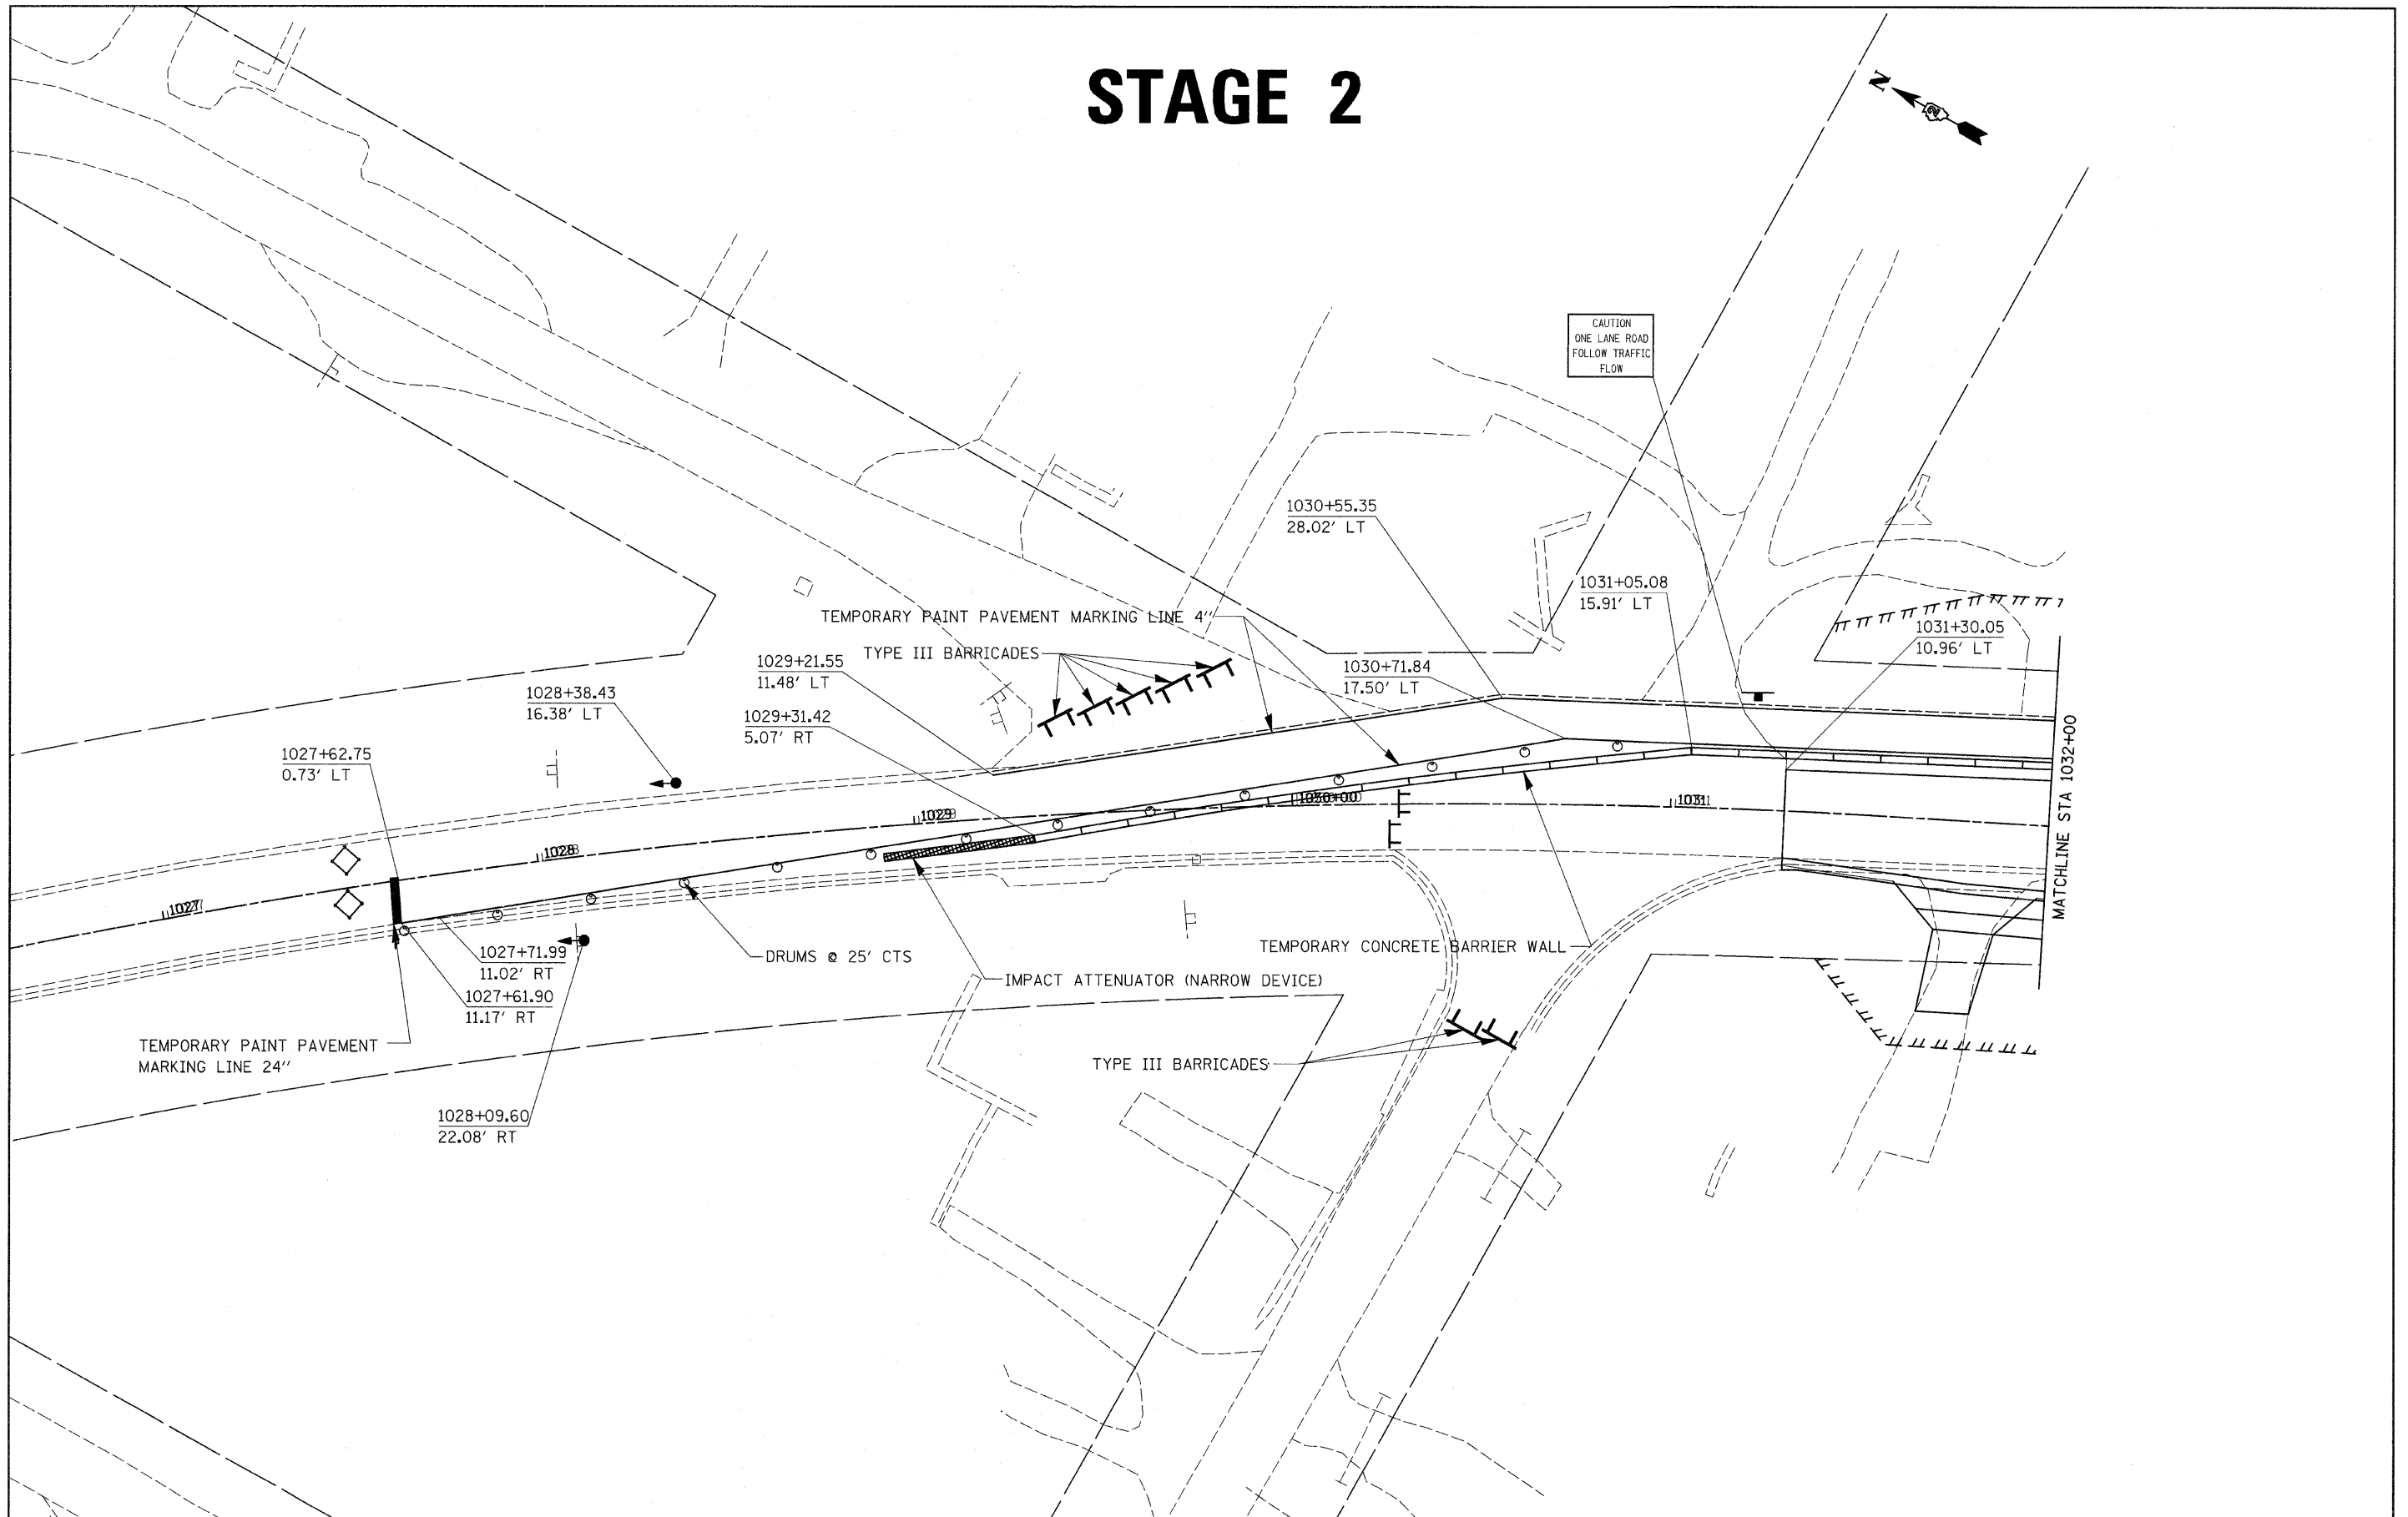 STAGE 2
N
2
CAUTION
ONE LANE ROAD
FOLLOW TRAFFIC
FLOW
1030+55.35
28.02' LT
1031+05.08
15.91' LT
TEMPORARY PAINT PAVEMENT MARKING LINE 4''
1031+30.05
10.96' LT
TYPE III BARRICADES
1029+21.55
11.48' LT
1030+71.84
17.50' LT
1028+38.43
16.38' LT
1029+31.42
5.07' RT
1027+62.75
0.73' LT
MATCHLINE STA 1032+00
1030+00
1031
1029
1028
1027
1027+71.99
11.02' RT
DRUMS @ 25' CTS
TEMPORARY CONCRETE BARRIER WALL
IMPACT ATTENUATOR (NARROW DEVICE)
1027+61.90
11.17' RT
TEMPORARY PAINT PAVEMENT
MARKING LINE 24''
TYPE III BARRICADES
1028+09.60
22.08' RT